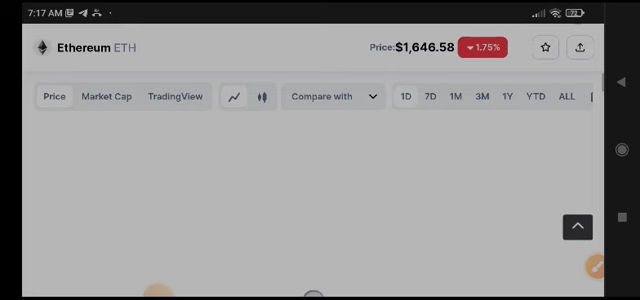 7:17 AM
72
Ethereum ETH
Price:$1,646.58 1.75%
Price Market Cap TradingView Compare with 1D 7D 1M 3M 1Y YTD ALL